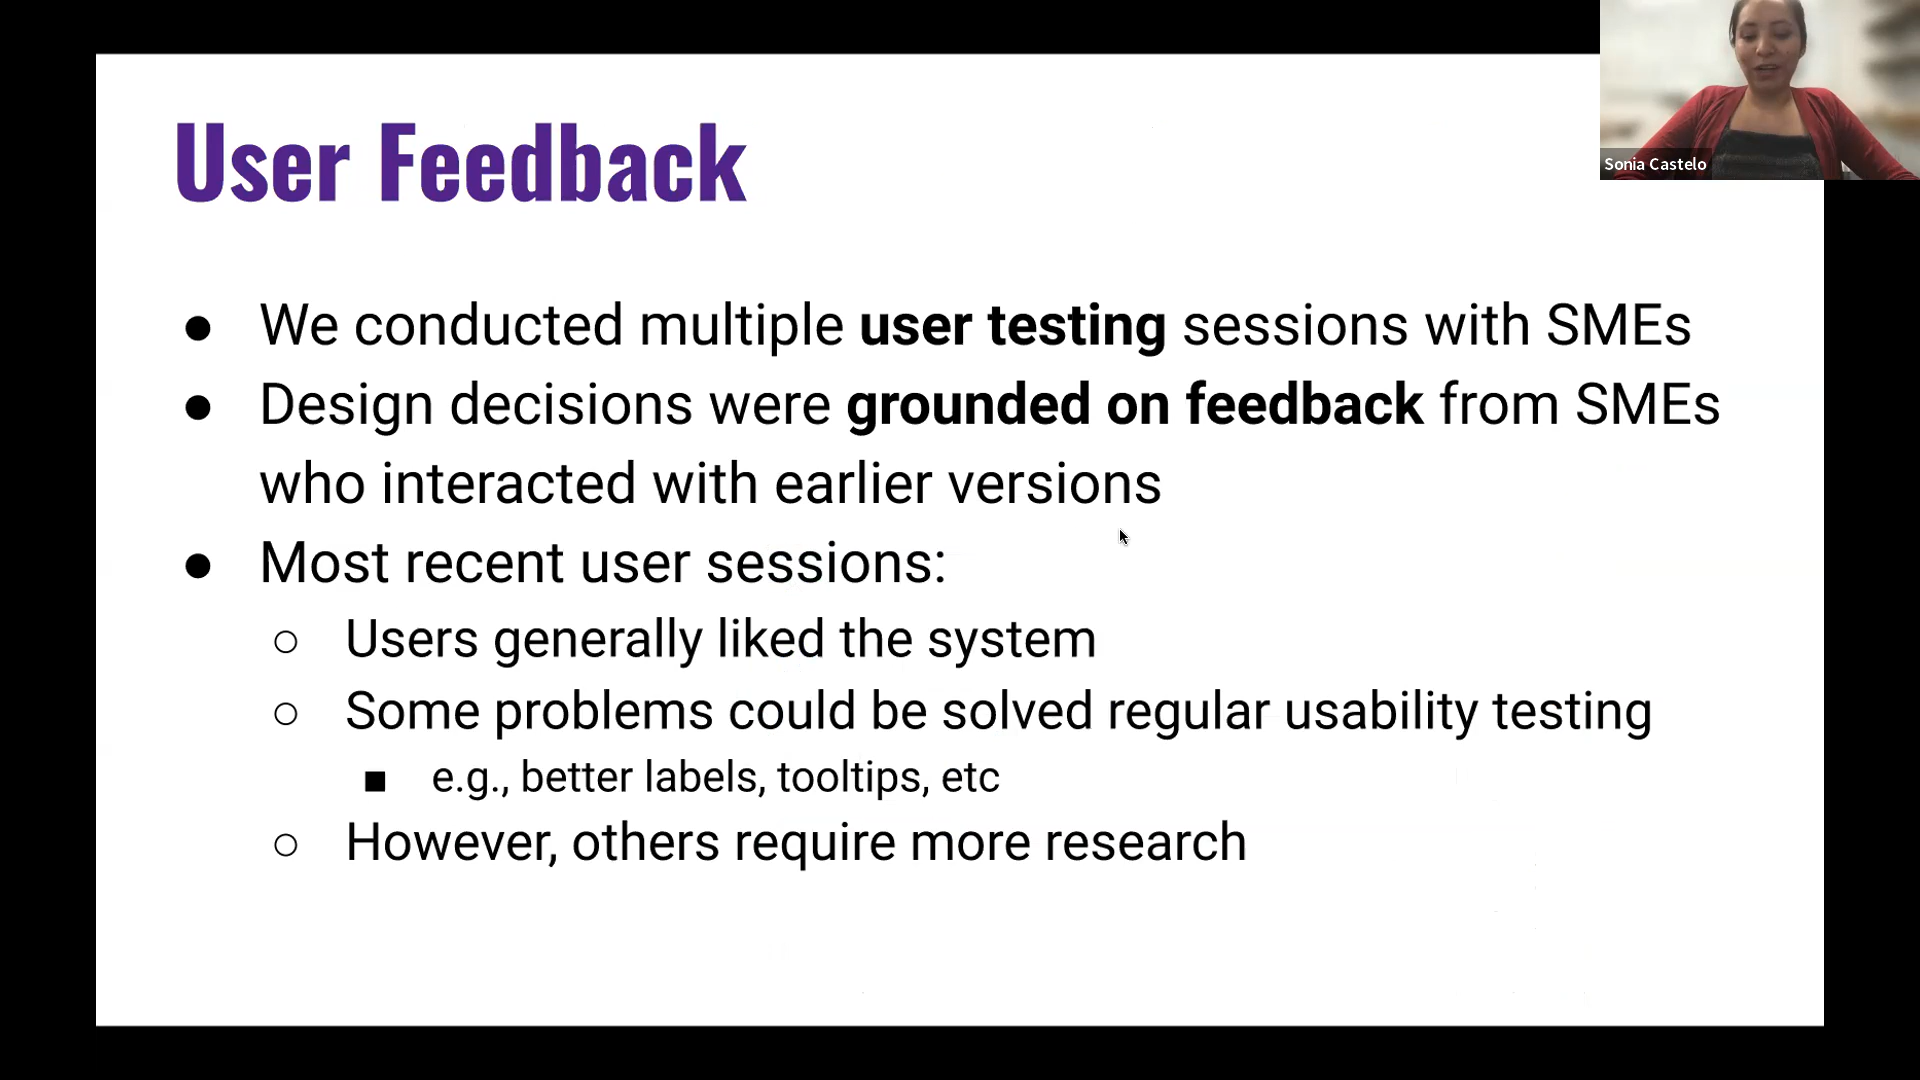 User Feedback
Sonia Castelo
● We conducted multiple user testing sessions with SMEs
● Design decisions were grounded on feedback from SMEs
who interacted with earlier versions
● Most recent user sessions:
○ Users generally liked the system
○ Some problems could be solved regular usability testing
■ e.g., better labels, tooltips, etc
○ However, others require more research